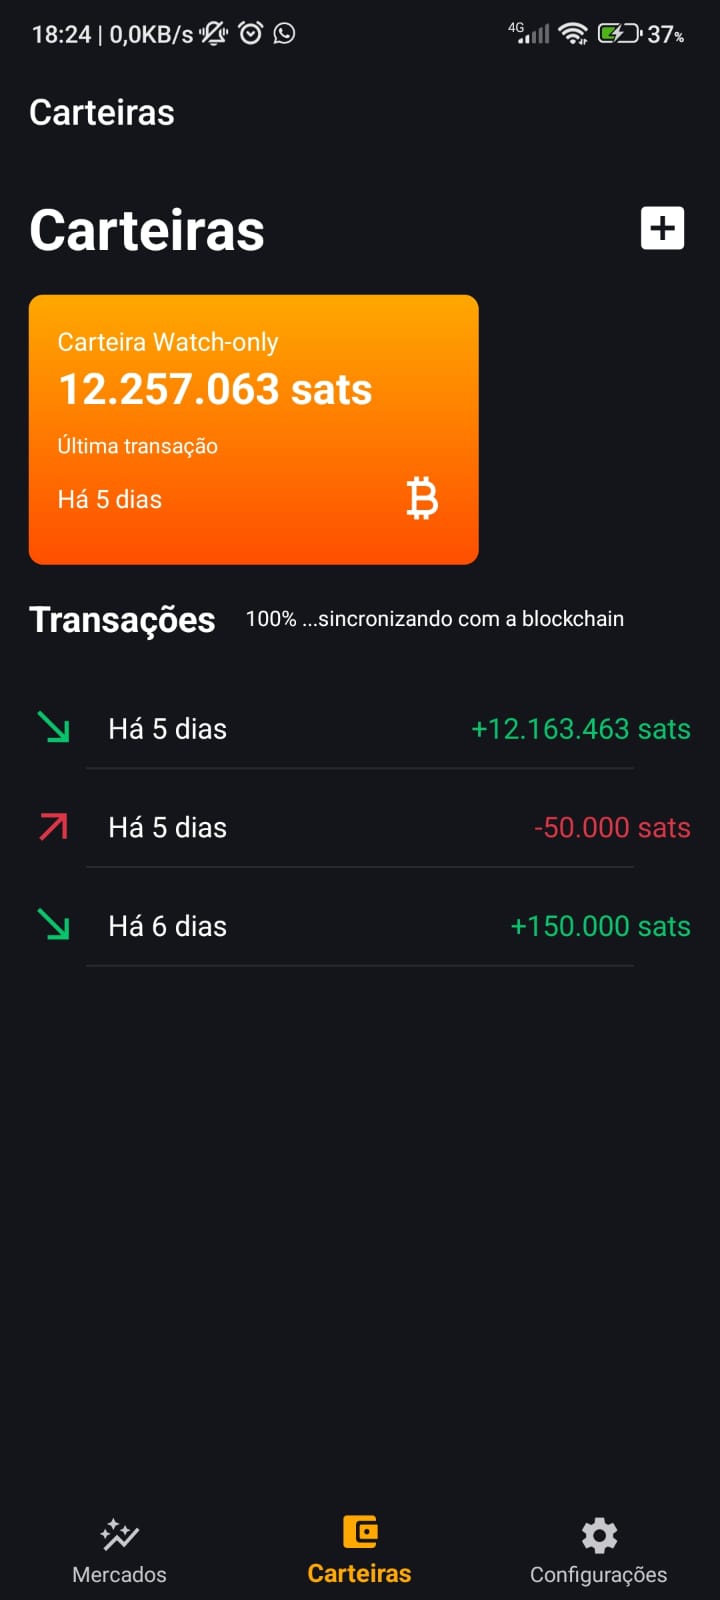 18:24 | 0,0KB/s 4G 37%
Carteiras
Carteiras
Carteira Watch-only
12.257.063 sats
Última transação
Há 5 dias
Transações 100% ...sincronizando com a blockchain
Há 5 dias +12.163.463 sats
Há 5 dias -50.000 sats
Há 6 dias +150.000 sats
Mercados Carteiras Configurações